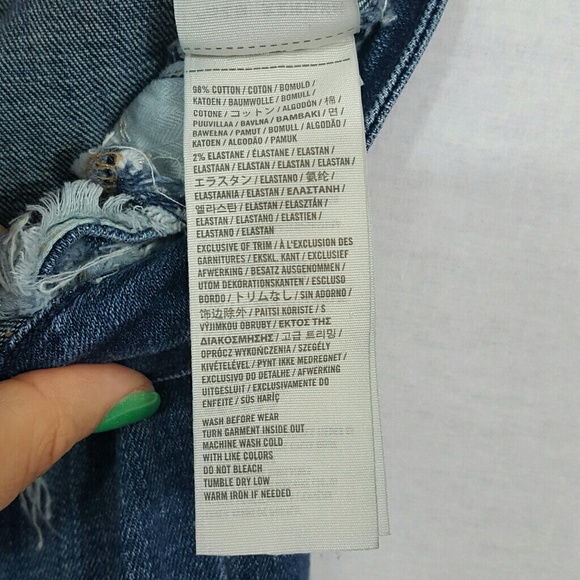 98% COTTON / COTON / BOMULD /
KATOEN / BAUMWOLLE / BOMULL /
COTONE / コットン / ALGODÓN / 棉 /
PUUVILLAA / BAVLNA / ΒΑΜΒΑΚΙ / 면 /
BAWEŁNA / PAMUT / BOMULL / ALGODÃO /
KATOEN / ALGODÃO / PAMUK
2% ELASTANE / ÉLASTANE / ELASTAN /
ELASTAAN / ELASTAN / ELASTAN / ELASTAN /
エラスタン / ELASTANO / 氨纶 /
ELASTAANIA / ELASTAN / ΕΛΑΣΤΑΝΗ /
엘라스탄 / ELASTAN / ELASZTÁN /
ELASTAN / ELASTANO / ELASTIEN /
ELASTANO / ELASTAN
EXCLUSIVE OF TRIM / À L'EXCLUSION DES
GARNITURES / EKSKL. KANT / EXCLUSIEF
AFWERKING / BESATZ AUSGENOMMEN /
UTOM DEKORATIONSKANTEN / ESCLUSO
BORDO / トリムなし / SIN ADORNO /
饰边除外 / PAITSI KORISTE / S
VÝJIMKOU OBRUBY / ΕΚΤΟΣ ΤΗΣ
ΔΙΑΚΟΣΜΗΣΗΣ / 고급 트리밍 /
OPRÓCZ WYKOŃCZENIA / SZEGÉLY
KIVÉTELÉVEL / PYNT IKKE MEDREGNET /
EXCLUSIVO DO DETALHE / AFWERKING
UITGESLUIT / EXCLUSIVAMENTE DO
ENFEITE / SÜS HARİÇ
WASH BEFORE WEAR
TURN GARMENT INSIDE OUT
MACHINE WASH COLD
WITH LIKE COLORS
DO NOT BLEACH
TUMBLE DRY LOW
WARM IRON IF NEEDED